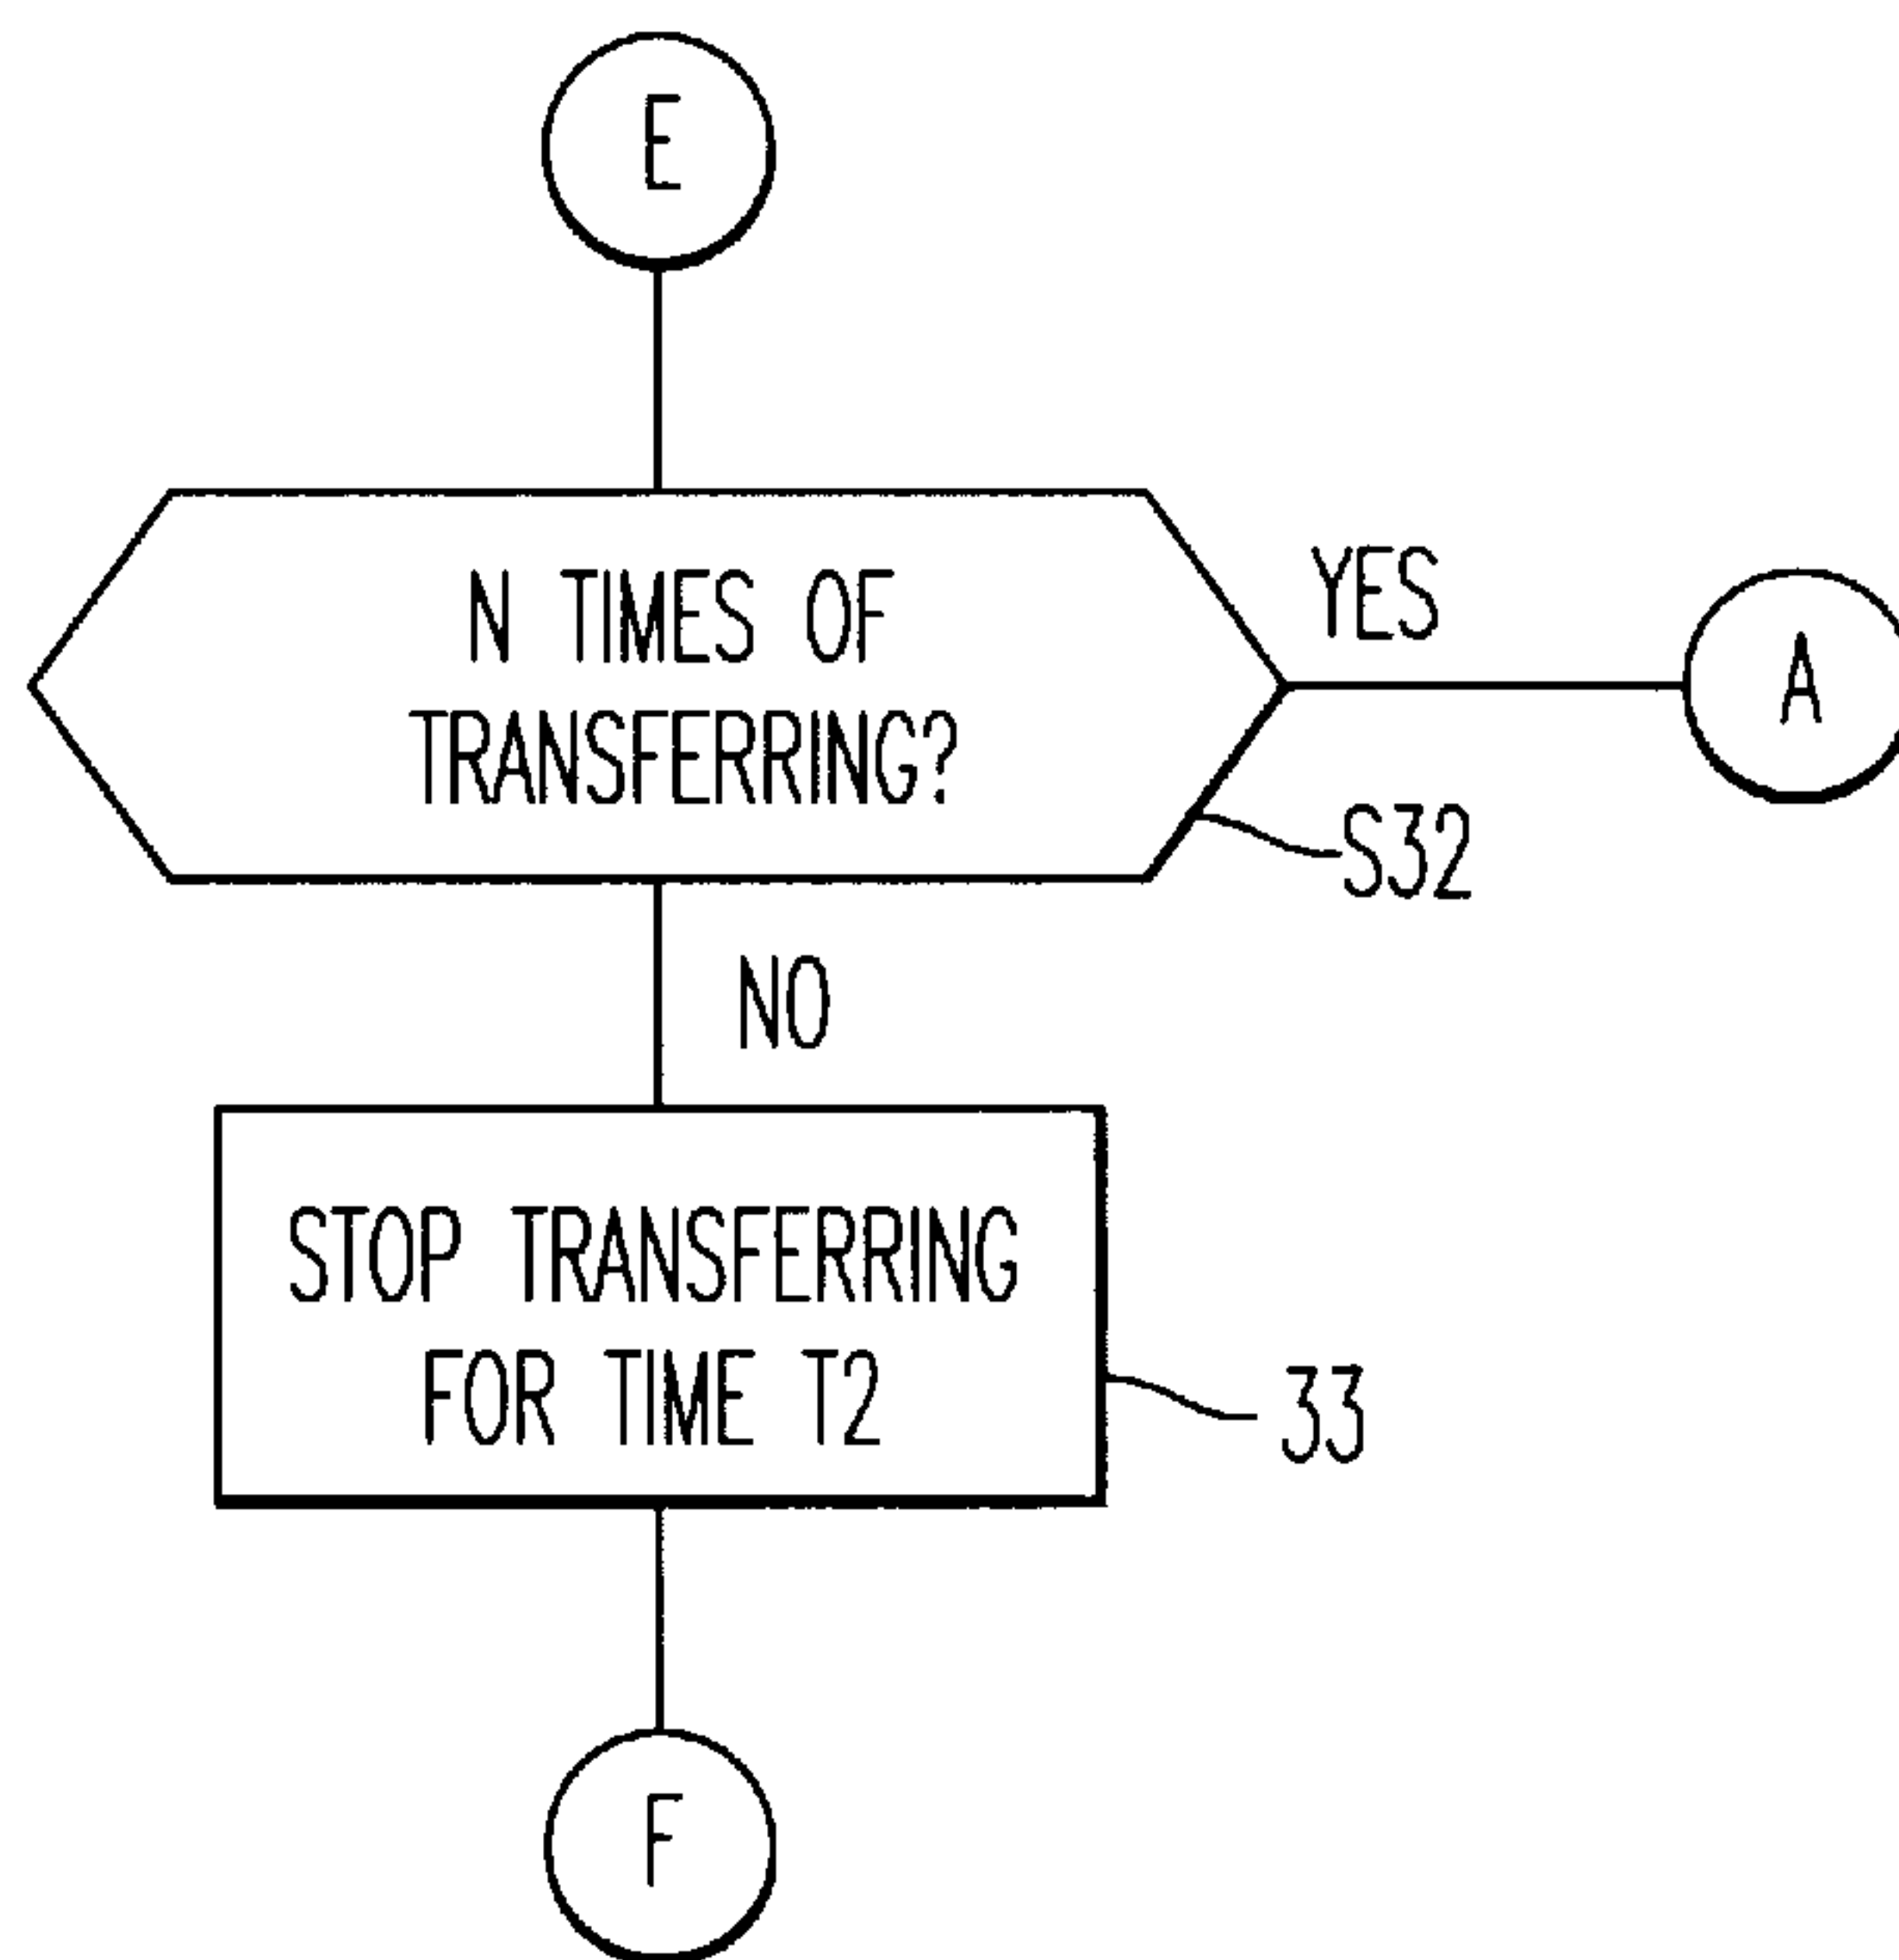 E
N TIMES OF
TRANSFERRING?
YES
A
S32
NO
STOP TRANSFERRING
FOR TIME T2
33
F